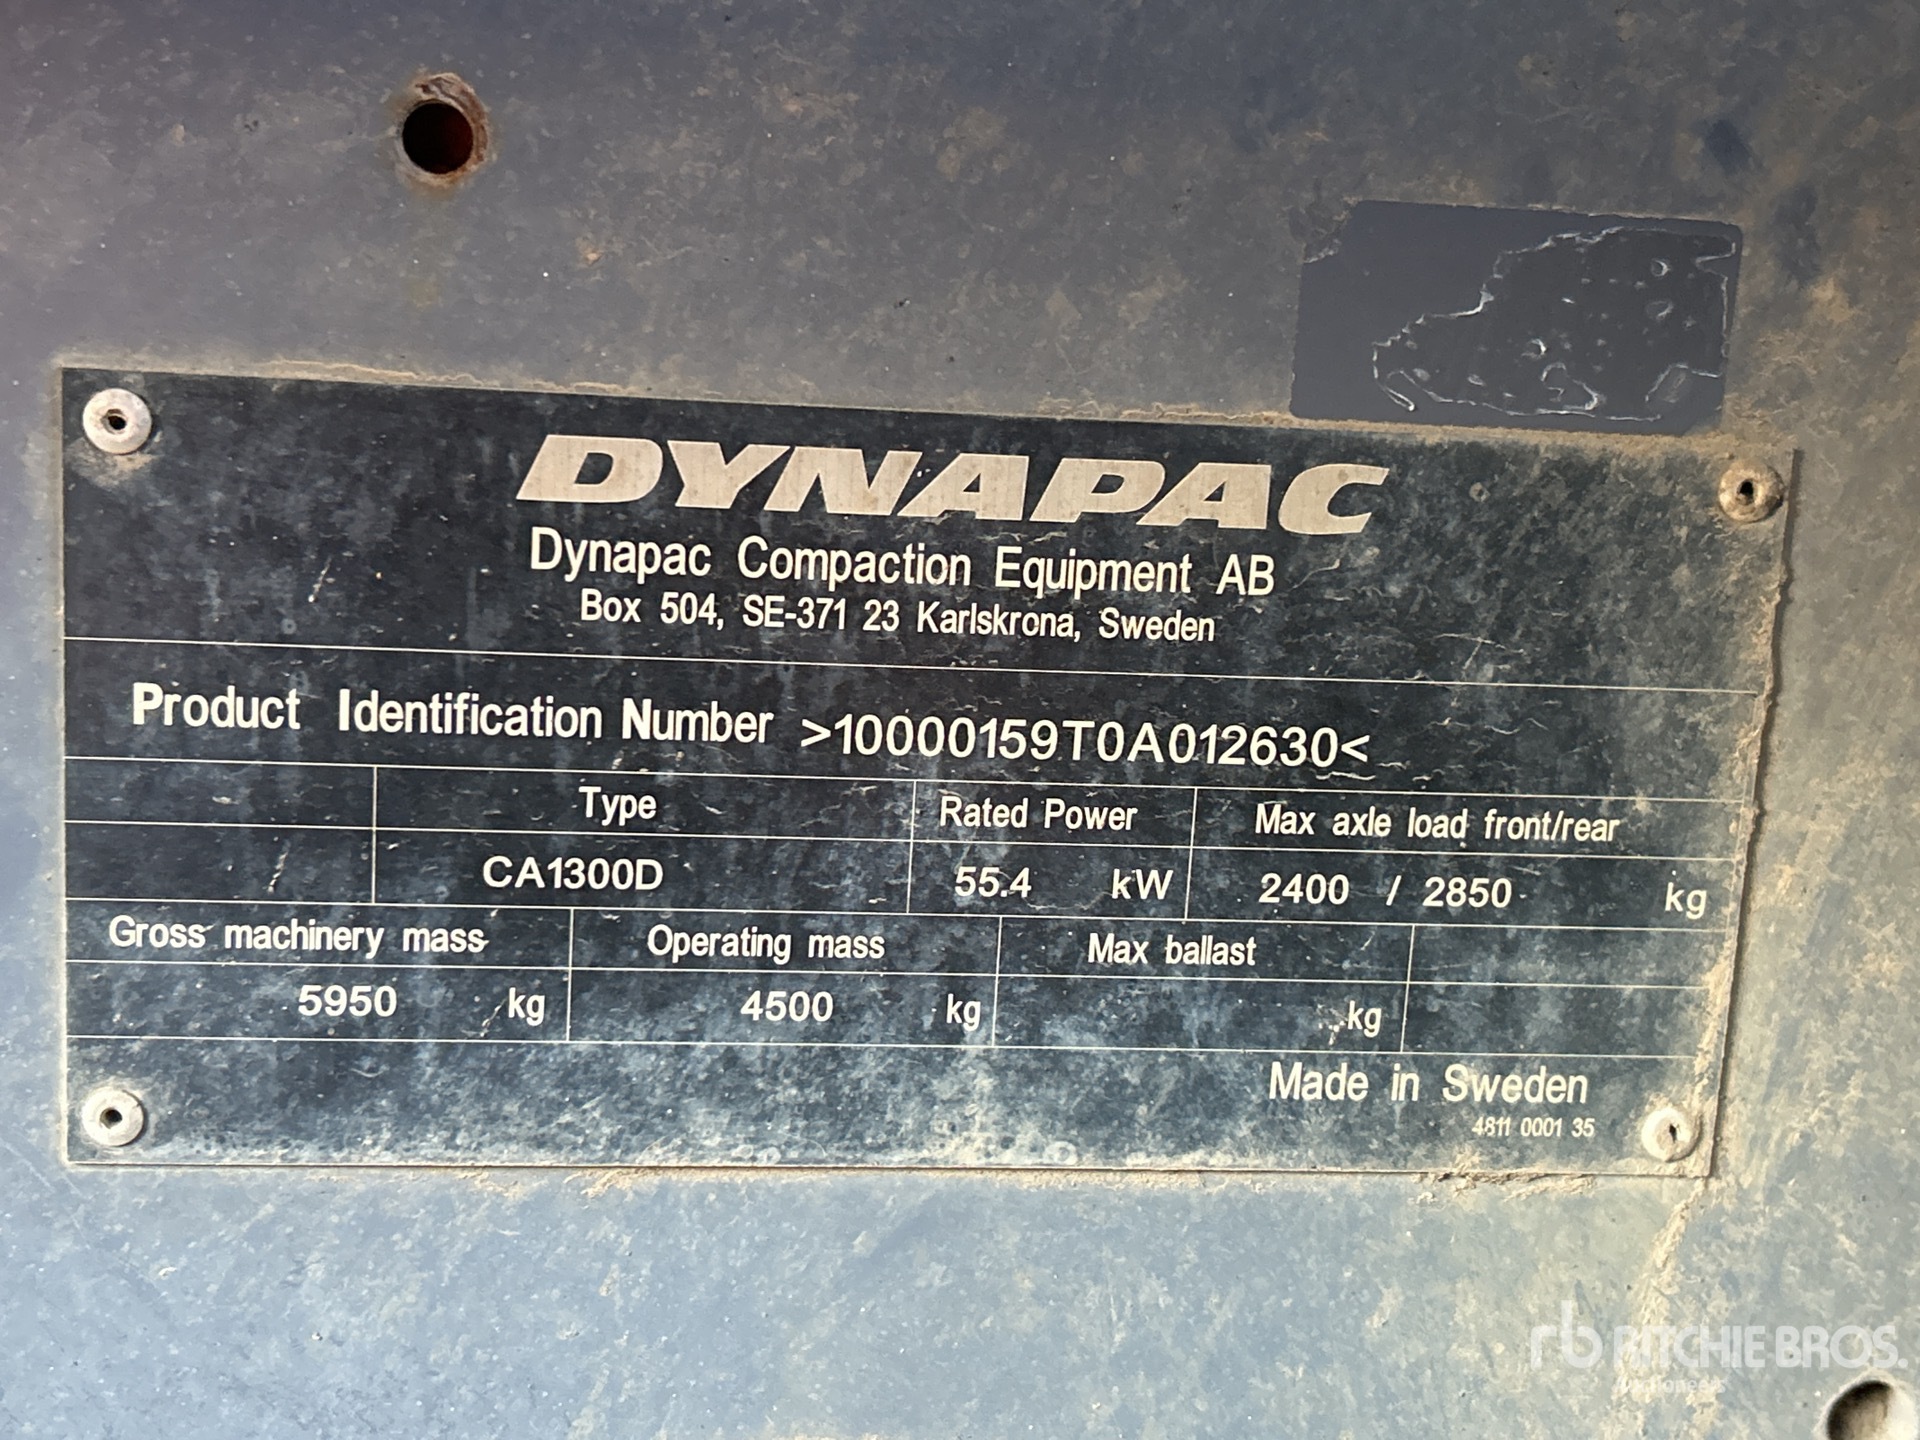 DYNAPAC
Dynapac Compaction Equipment AB
Box 504, SE-371 23 Karlskrona, Sweden
Product Identification Number >10000159T0A012630<
Type Rated Power Max axle load front/rear
CA1300D 55.4 kW 2400 / 2850 kg
Gross machinery mass Operating mass Max ballast
5950 kg 4500 kg kg
Made in Sweden
4811 0001 35
rb RITCHIE BROS.
Auctioneers